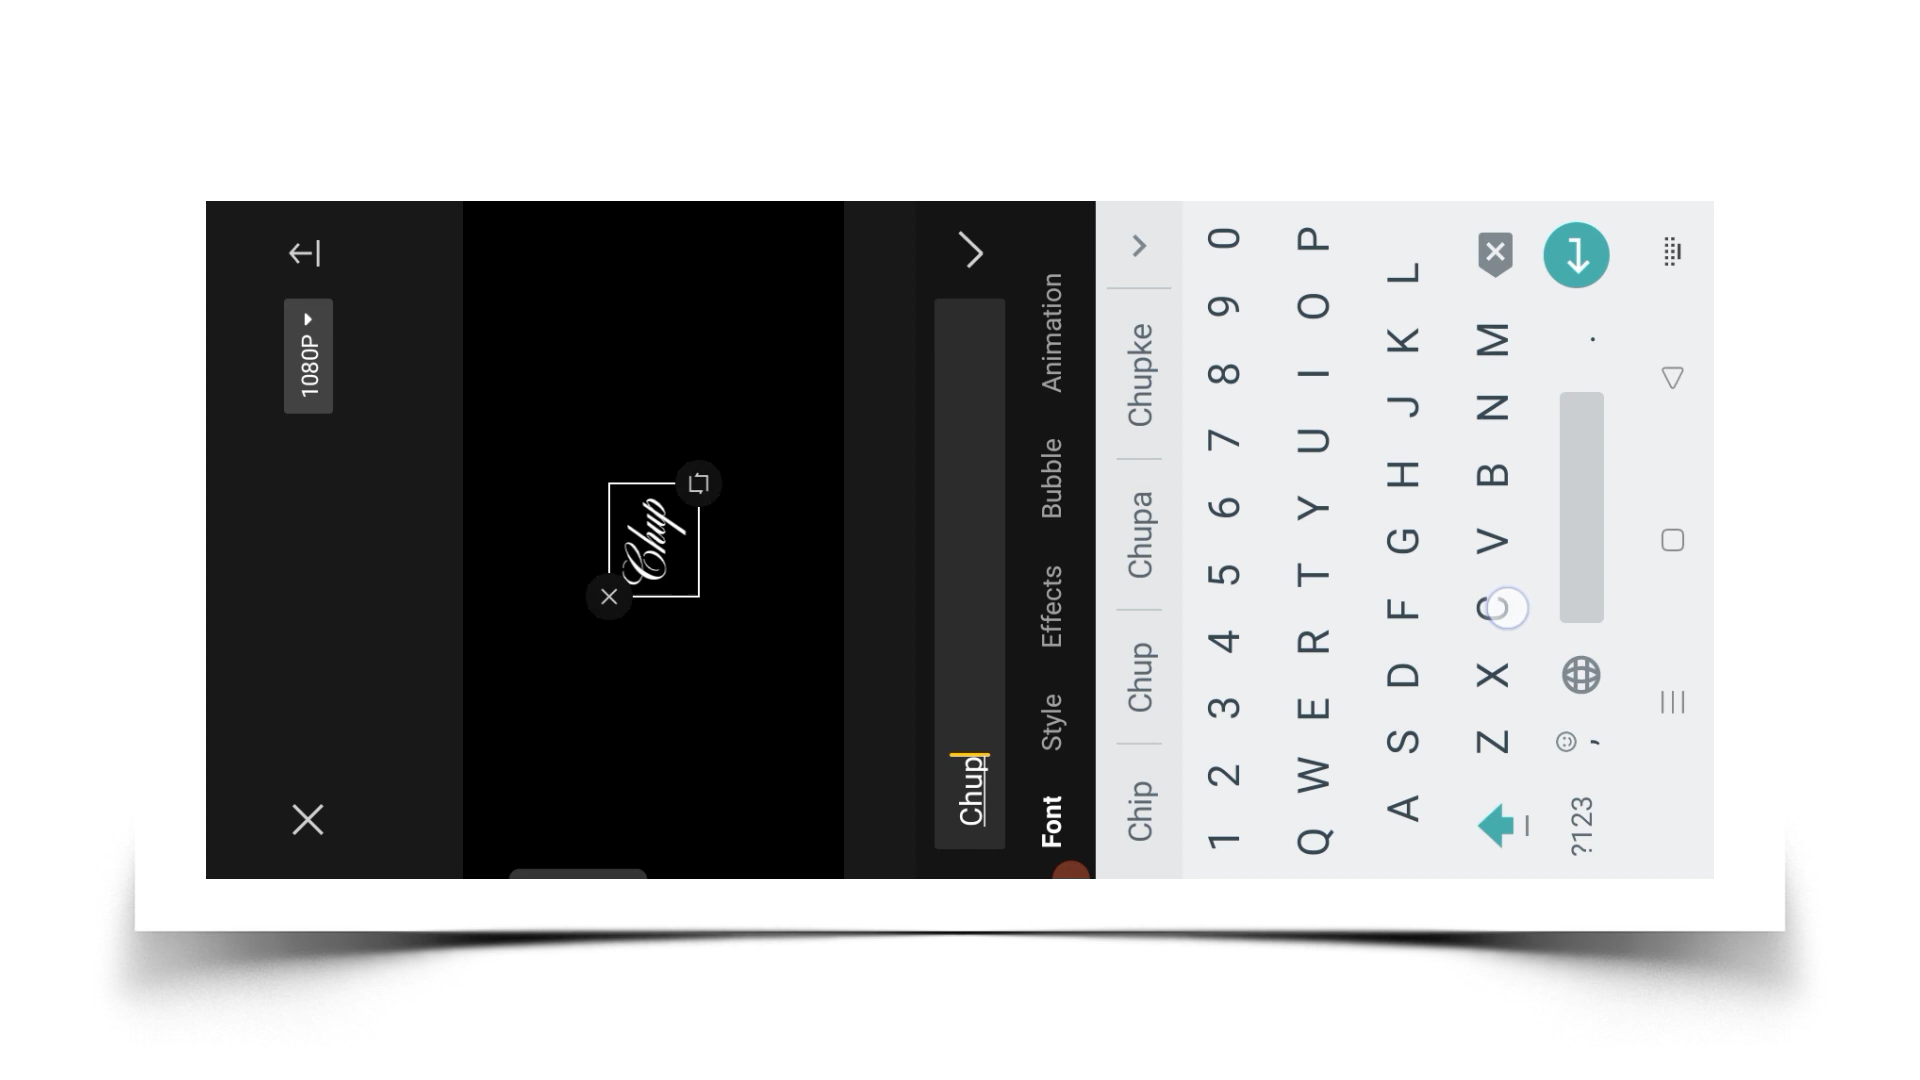 1080P
Chup
Chup
Font Style Effects Bubble Animation
Chip Chup Chupa Chupke
1 2 3 4 5 6 7 8 9 0
Q W E R T Y U I O P
A S D F G H J K L
Z X C V B N M
?123 , .